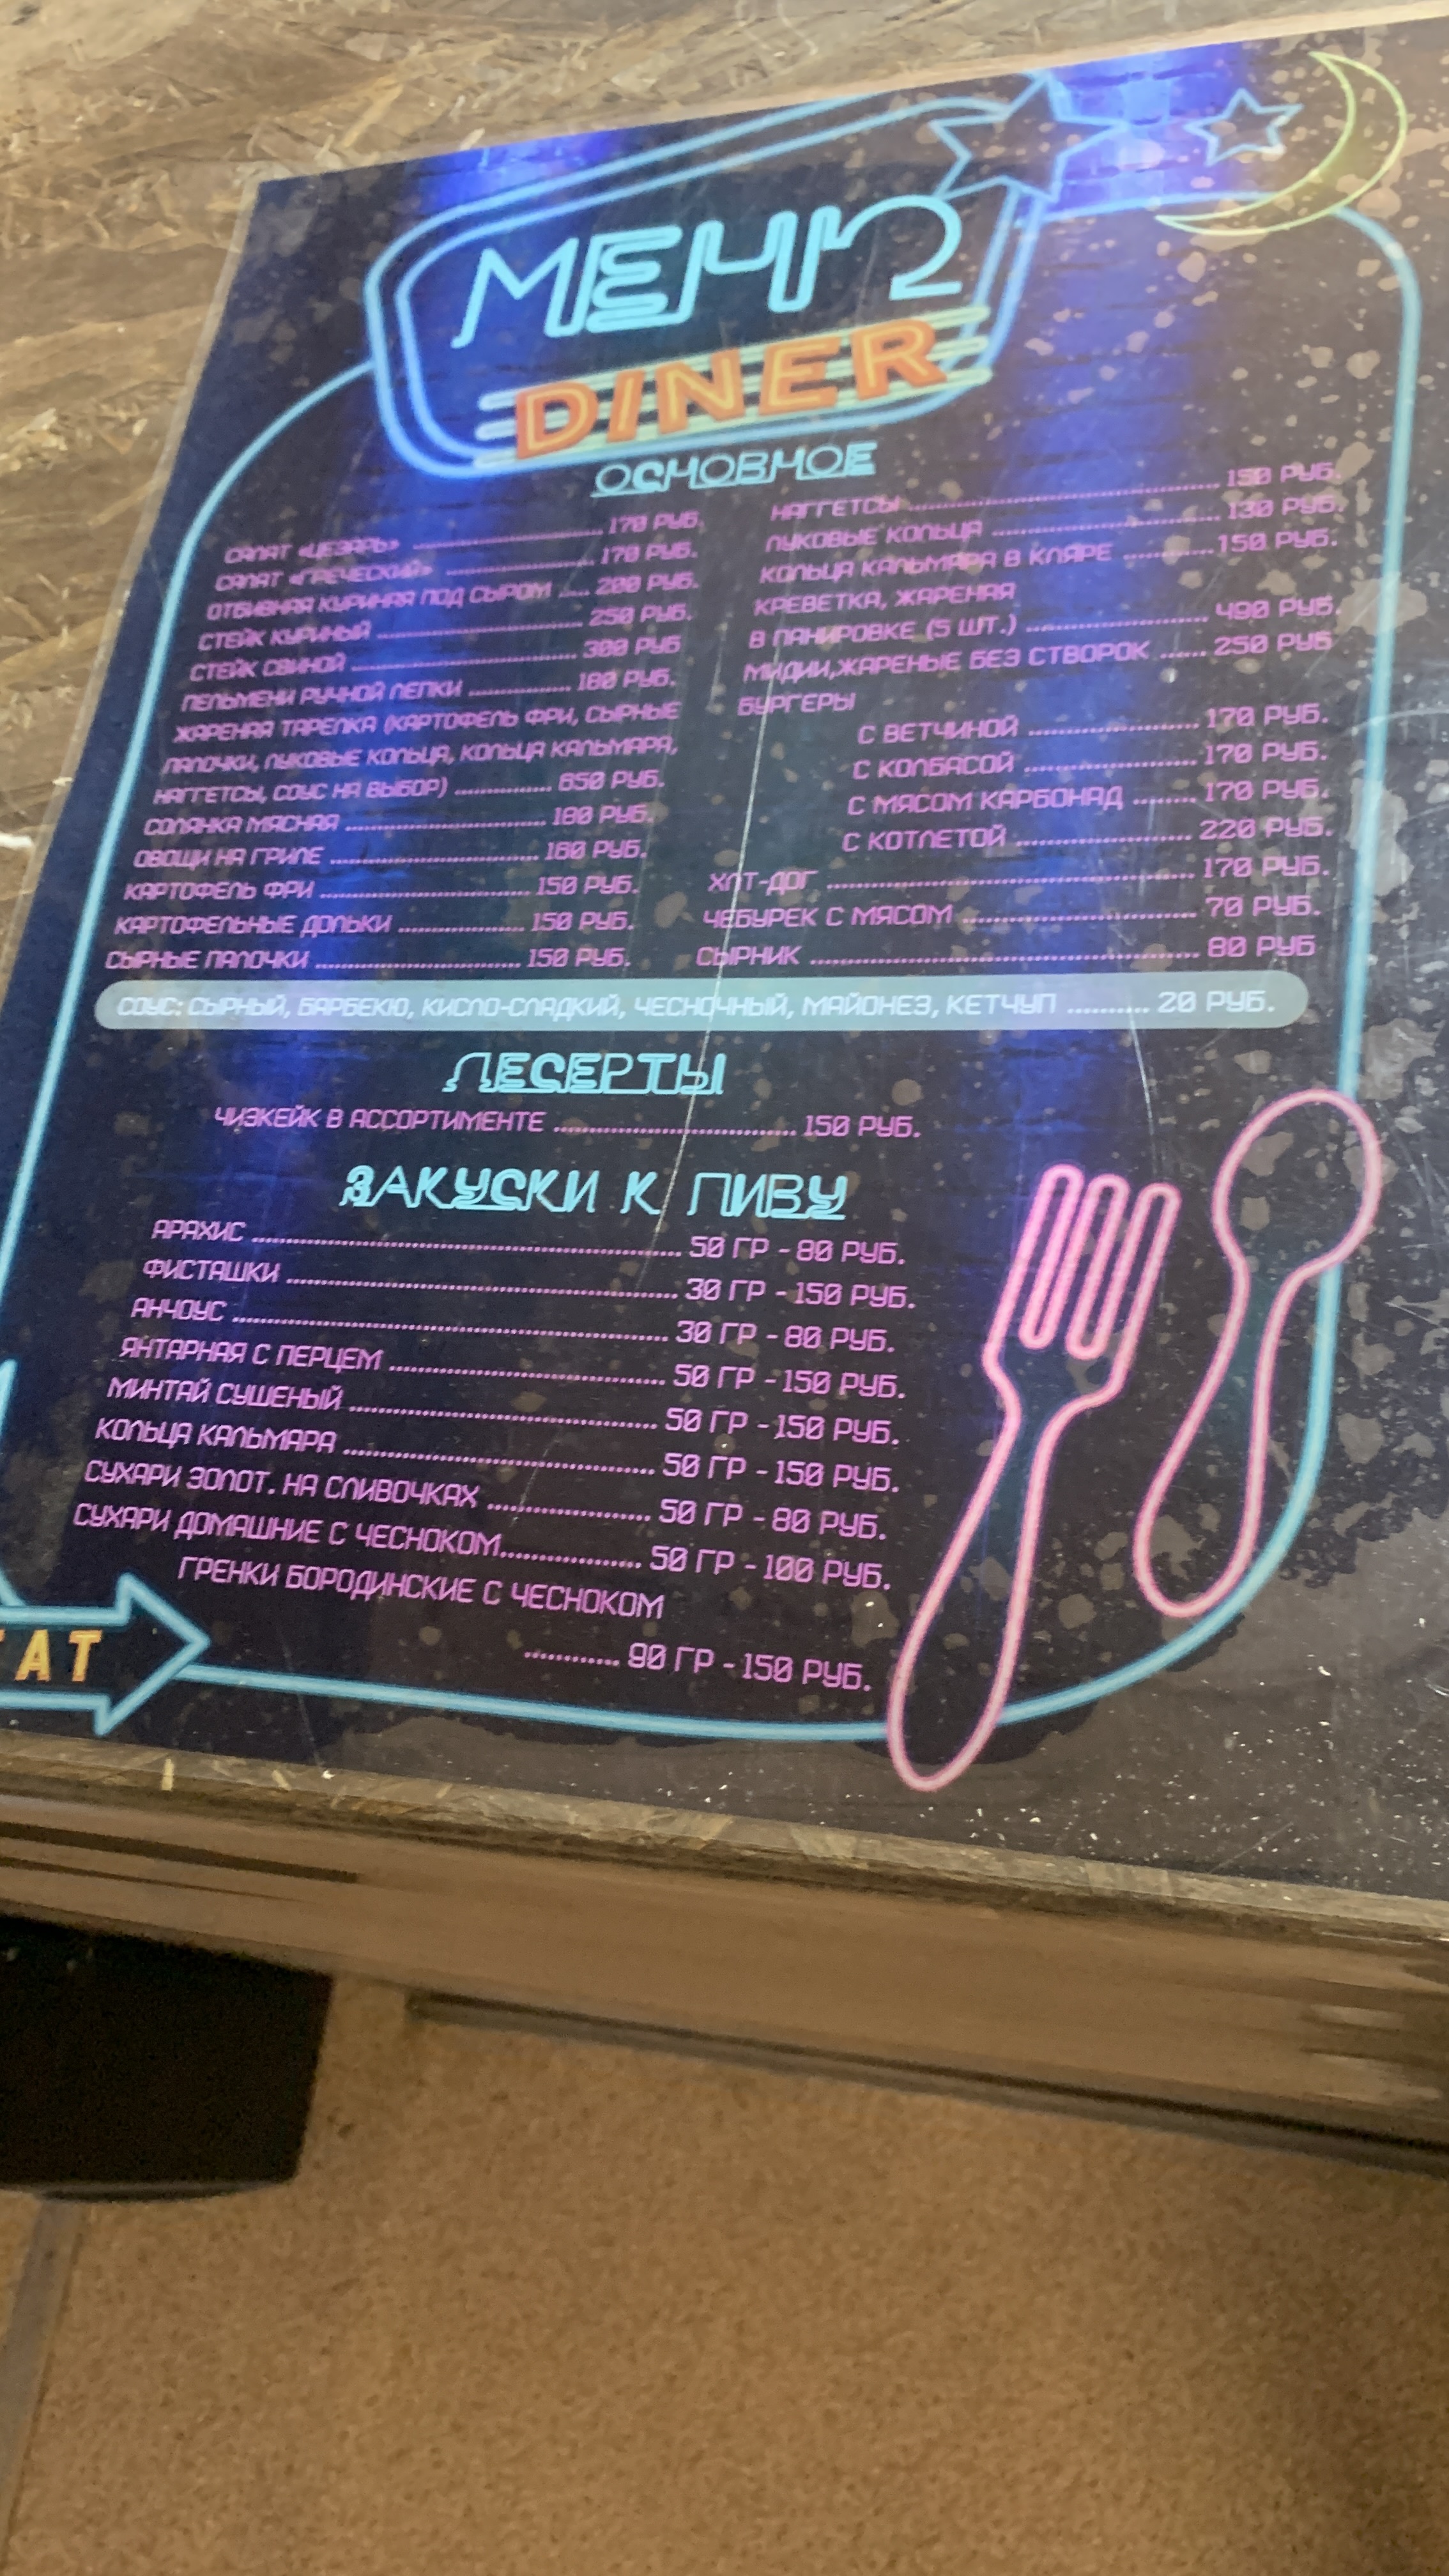 МЕНЮ
DINER
ОСНОВНОЕ
САЛАТ «ЦЕЗАРЬ» 170 РУБ.
САЛАТ «ГРЕЧЕСКИЙ» 170 РУБ.
ОТБИВНАЯ КУРИНАЯ ПОД СЫРОМ ..... 200 РУБ.
СТЕЙК КУРИНЫЙ 250 РУБ.
СТЕЙК СВИНОЙ 300 РУБ
ПЕЛЬМЕНИ РУЧНОЙ ЛЕПКИ 180 РУБ.
ЖАРЕНАЯ ТАРЕЛКА (КАРТОФЕЛЬ ФРИ, СЫРНЫЕ
ПАЛОЧКИ, ЛУКОВЫЕ КОЛЬЦА, КОЛЬЦА КАЛЬМАРА,
НАГГЕТСЫ, СОУС НА ВЫБОР) 650 РУБ.
СОЛЯНКА МЯСНАЯ 180 РУБ.
ОВОЩИ НА ГРИЛЕ 160 РУБ.
КАРТОФЕЛЬ ФРИ 150 РУБ.
КАРТОФЕЛЬНЫЕ ДОЛЬКИ 150 РУБ.
СЫРНЫЕ ПАЛОЧКИ 150 РУБ.
НАГГЕТСЫ 150 РУБ.
ЛУКОВЫЕ КОЛЬЦА 130 РУБ.
КОЛЬЦА КАЛЬМАРА В КЛЯРЕ 150 РУБ.
КРЕВЕТКА, ЖАРЕНАЯ
В ПАНИРОВКЕ (5 ШТ.) 490 РУБ.
МИДИИ,ЖАРЕНЫЕ БЕЗ СТВОРОК 250 РУБ
БУРГЕРЫ
С ВЕТЧИНОЙ 170 РУБ.
С КОЛБАСОЙ 170 РУБ.
С МЯСОМ КАРБОНАД 170 РУБ.
С КОТЛЕТОЙ 220 РУБ.
ХОТ-ДОГ 170 РУБ.
ЧЕБУРЕК С МЯСОМ 70 РУБ.
СЫРНИК 80 РУБ
СОУС: СЫРНЫЙ, БАРБЕКЮ, КИСЛО-СЛАДКИЙ, ЧЕСНОЧНЫЙ, МАЙОНЕЗ, КЕТЧУП 20 РУБ.
ДЕСЕРТЫ
ЧИЗКЕЙК В АССОРТИМЕНТЕ 150 РУБ.
ЗАКУСКИ К ПИВУ
АРАХИС 50 ГР - 80 РУБ.
ФИСТАШКИ 30 ГР - 150 РУБ.
АНЧОУС 30 ГР - 80 РУБ.
ЯНТАРНАЯ С ПЕРЦЕМ 50 ГР - 150 РУБ.
МИНТАЙ СУШЕНЫЙ 50 ГР - 150 РУБ.
КОЛЬЦА КАЛЬМАРА 50 ГР - 150 РУБ.
СУХАРИ ЗОЛОТ. НА СЛИВОЧКАХ 50 ГР - 80 РУБ.
СУХАРИ ДОМАШНИЕ С ЧЕСНОКОМ 50 ГР - 100 РУБ.
ГРЕНКИ БОРОДИНСКИЕ С ЧЕСНОКОМ
90 ГР - 150 РУБ.